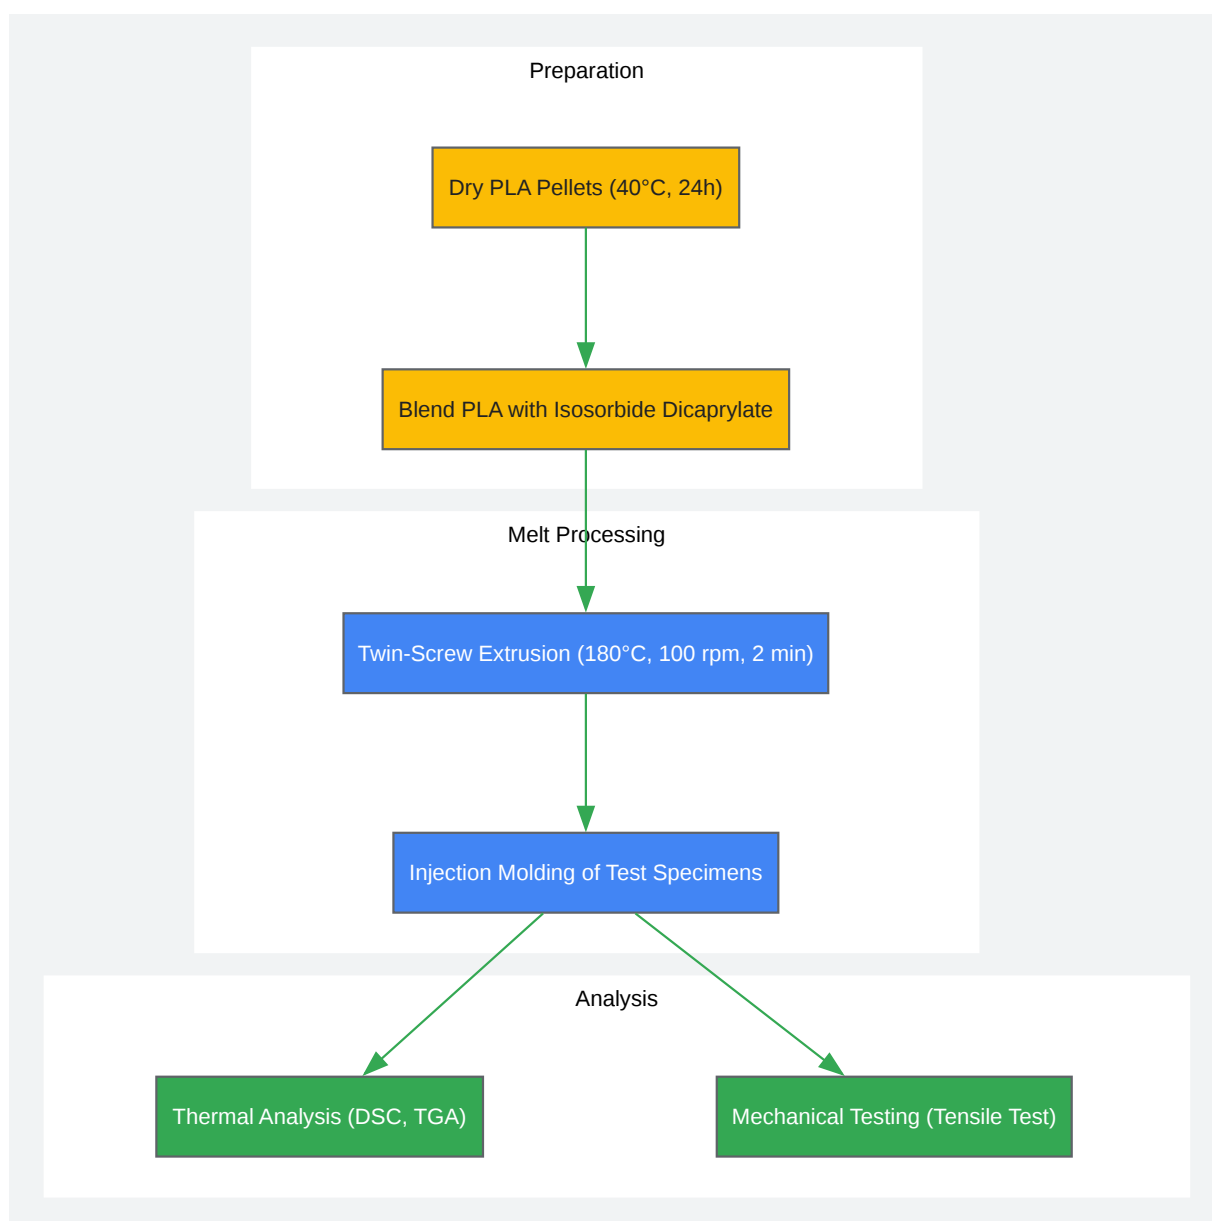 Preparation
Dry PLA Pellets (40°C, 24h)
Blend PLA with Isosorbide Dicaprylate
Melt Processing
Twin-Screw Extrusion (180°C, 100 rpm, 2 min)
Injection Molding of Test Specimens
Analysis
Thermal Analysis (DSC, TGA)
Mechanical Testing (Tensile Test)